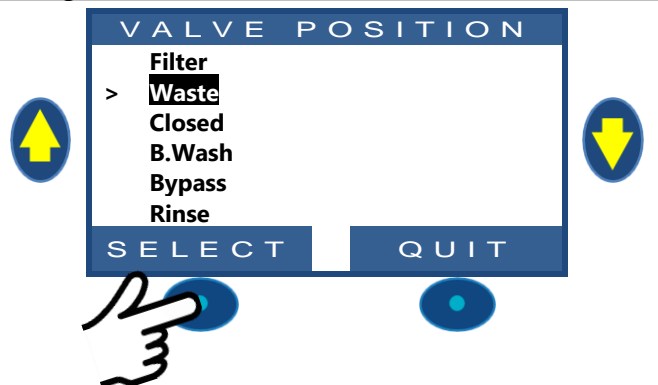 VALVE POSITION
Filter
> Waste
Closed
B.Wash
Bypass
Rinse
SELECT QUIT